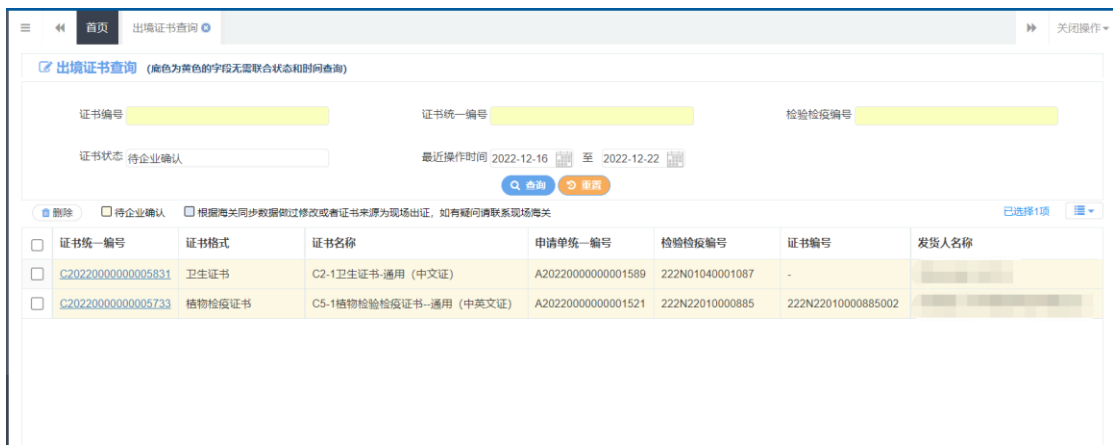 首页 出境证书查询 关闭操作
出境证书查询 (底色为黄色的字段无需联合状态和时间查询)
证书编号 证书统一编号 检验检疫编号
证书状态 待企业确认 最近操作时间 2022-12-16 至 2022-12-22
查询 重置
删除 待企业确认 根据海关同步数据做过修改或者证书来源为现场出证，如有疑问请联系现场海关 已选择1项
证书统一编号 证书格式 证书名称 申请单统一编号 检验检疫编号 证书编号 发货人名称
C20220000000005831 卫生证书 C2-1卫生证书-通用（中文证） A20220000000001589 222N01040001087 -
C20220000000005733 植物检疫证书 C5-1植物检验检疫证书--通用（中英文证） A20220000000001521 222N22010000885 222N22010000885002